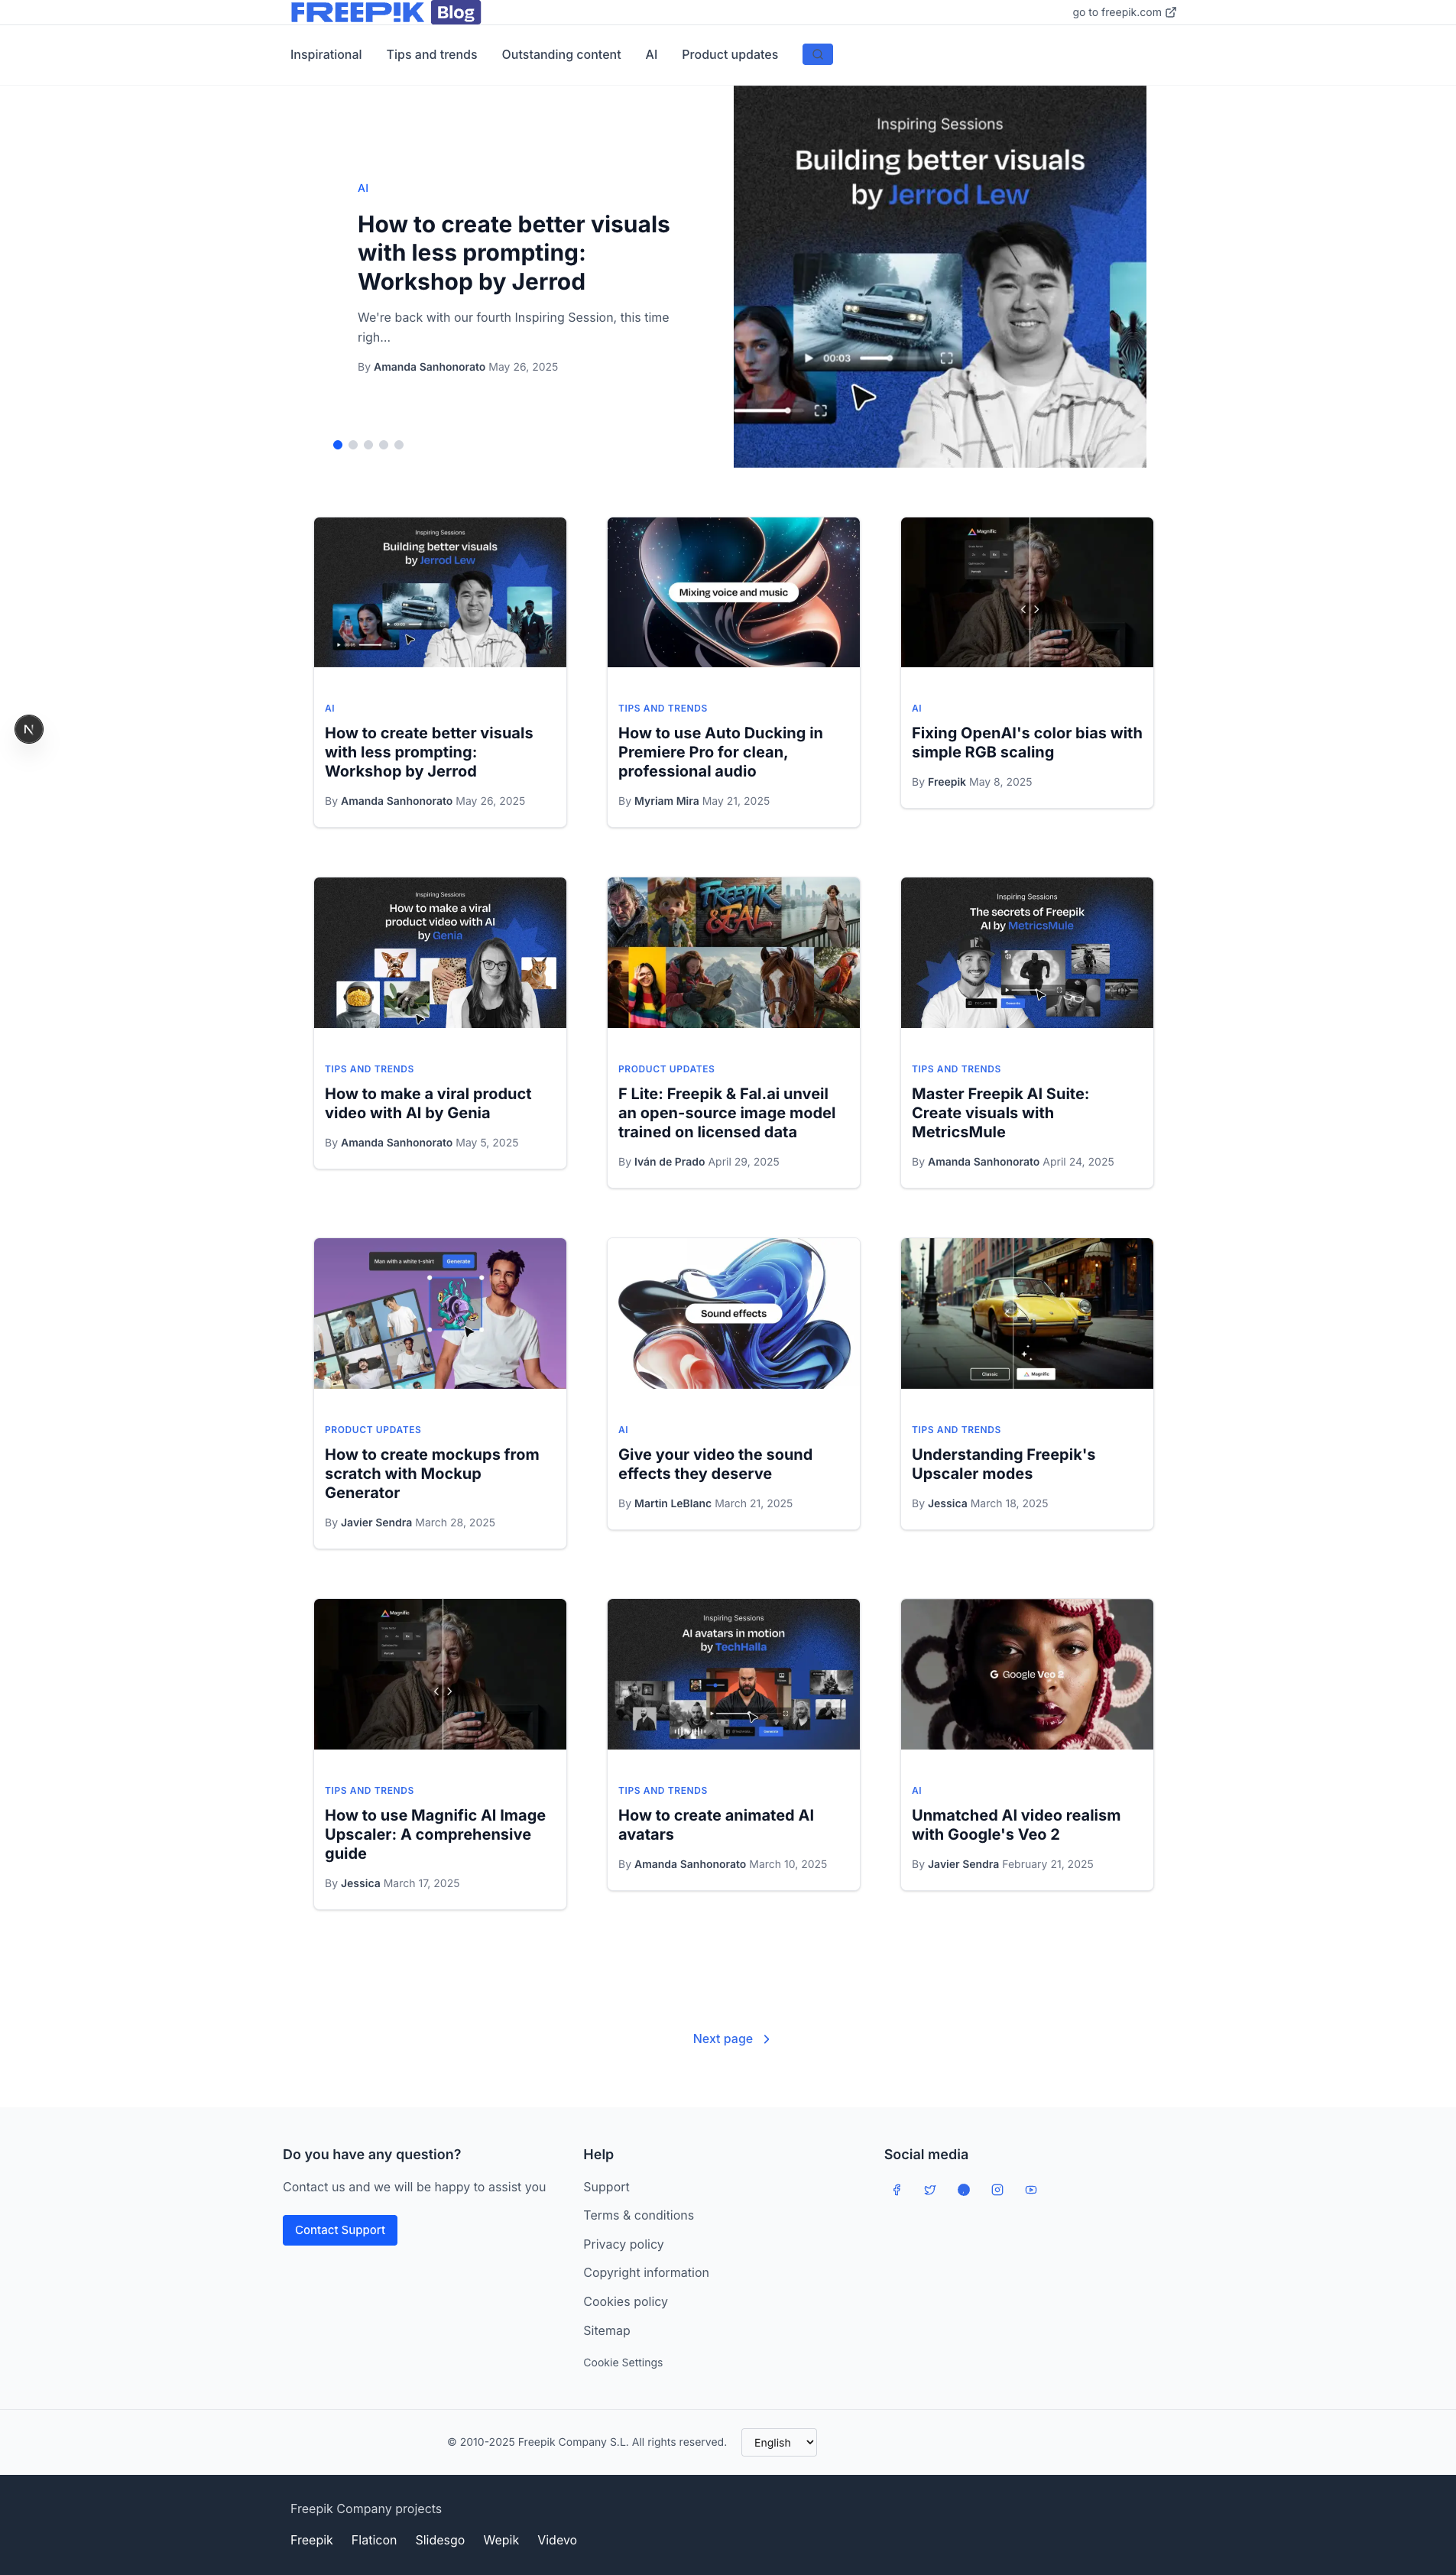 FREEPIK Blog
go to freepik.com
Inspirational Tips and trends Outstanding content AI Product updates
AI
How to create better visuals
with less prompting:
Workshop by Jerrod
We're back with our fourth Inspiring Session, this time
righ...
By Amanda Sanhonorato May 26, 2025
Inspiring Sessions
Building better visuals
by Jerrod Lew
00:03
Inspiring Sessions
Building better visuals
by Jerrod Lew
AI
How to create better visuals
with less prompting:
Workshop by Jerrod
By Amanda Sanhonorato May 26, 2025
Mixing voice and music
TIPS AND TRENDS
How to use Auto Ducking in
Premiere Pro for clean,
professional audio
By Myriam Mira May 21, 2025
Magnific
AI
Fixing OpenAI's color bias with
simple RGB scaling
By Freepik May 8, 2025
N
Inspiring Sessions
How to make a viral
product video with AI
by Genia
TIPS AND TRENDS
How to make a viral product
video with AI by Genia
By Amanda Sanhonorato May 5, 2025
FREEPIK
&FAL
PRODUCT UPDATES
F Lite: Freepik & Fal.ai unveil
an open-source image model
trained on licensed data
By Iván de Prado April 29, 2025
Inspiring Sessions
The secrets of Freepik
AI by MetricsMule
TIPS AND TRENDS
Master Freepik AI Suite:
Create visuals with
MetricsMule
By Amanda Sanhonorato April 24, 2025
Man with a white t-shirt Generate
PRODUCT UPDATES
How to create mockups from
scratch with Mockup
Generator
By Javier Sendra March 28, 2025
Sound effects
AI
Give your video the sound
effects they deserve
By Martin LeBlanc March 21, 2025
Classic Magnific
TIPS AND TRENDS
Understanding Freepik's
Upscaler modes
By Jessica March 18, 2025
Magnific
TIPS AND TRENDS
How to use Magnific AI Image
Upscaler: A comprehensive
guide
By Jessica March 17, 2025
Inspiring Sessions
AI avatars in motion
by TechHalla
TIPS AND TRENDS
How to create animated AI
avatars
By Amanda Sanhonorato March 10, 2025
Google Veo 2
AI
Unmatched AI video realism
with Google's Veo 2
By Javier Sendra February 21, 2025
Next page
Do you have any question?
Contact us and we will be happy to assist you
Contact Support
Help
Support
Terms & conditions
Privacy policy
Copyright information
Cookies policy
Sitemap
Cookie Settings
Social media
© 2010-2025 Freepik Company S.L. All rights reserved.
English
Freepik Company projects
Freepik Flaticon Slidesgo Wepik Videvo